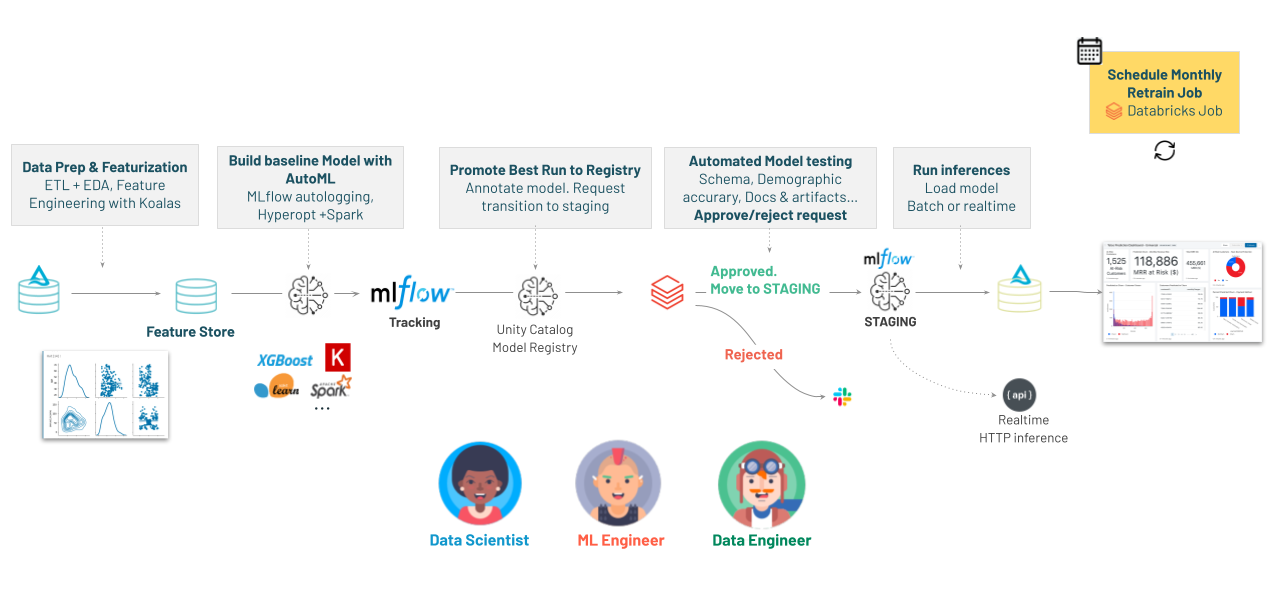 Schedule Monthly
Retrain Job
Databricks Job
Data Prep & Featurization
ETL + EDA, Feature
Engineering with Koalas
Build baseline Model with
AutoML
MLflow autologging,
Hyperopt +Spark
Promote Best Run to Registry
Annotate model. Request
transition to staging
Automated Model testing
Schema, Demographic
accurary, Docs & artifacts...
Approve/reject request
Run inferences
Load model
Batch or realtime
Feature Store
mlflow
Tracking
XGBoost
K
learn
Spark
...
Unity Catalog
Model Registry
Approved.
Move to STAGING
Rejected
mlflow
STAGING
{api}
Realtime
HTTP inference
1,525
118,886
MRR at Risk ($)
455,661
Data Scientist
ML Engineer
Data Engineer